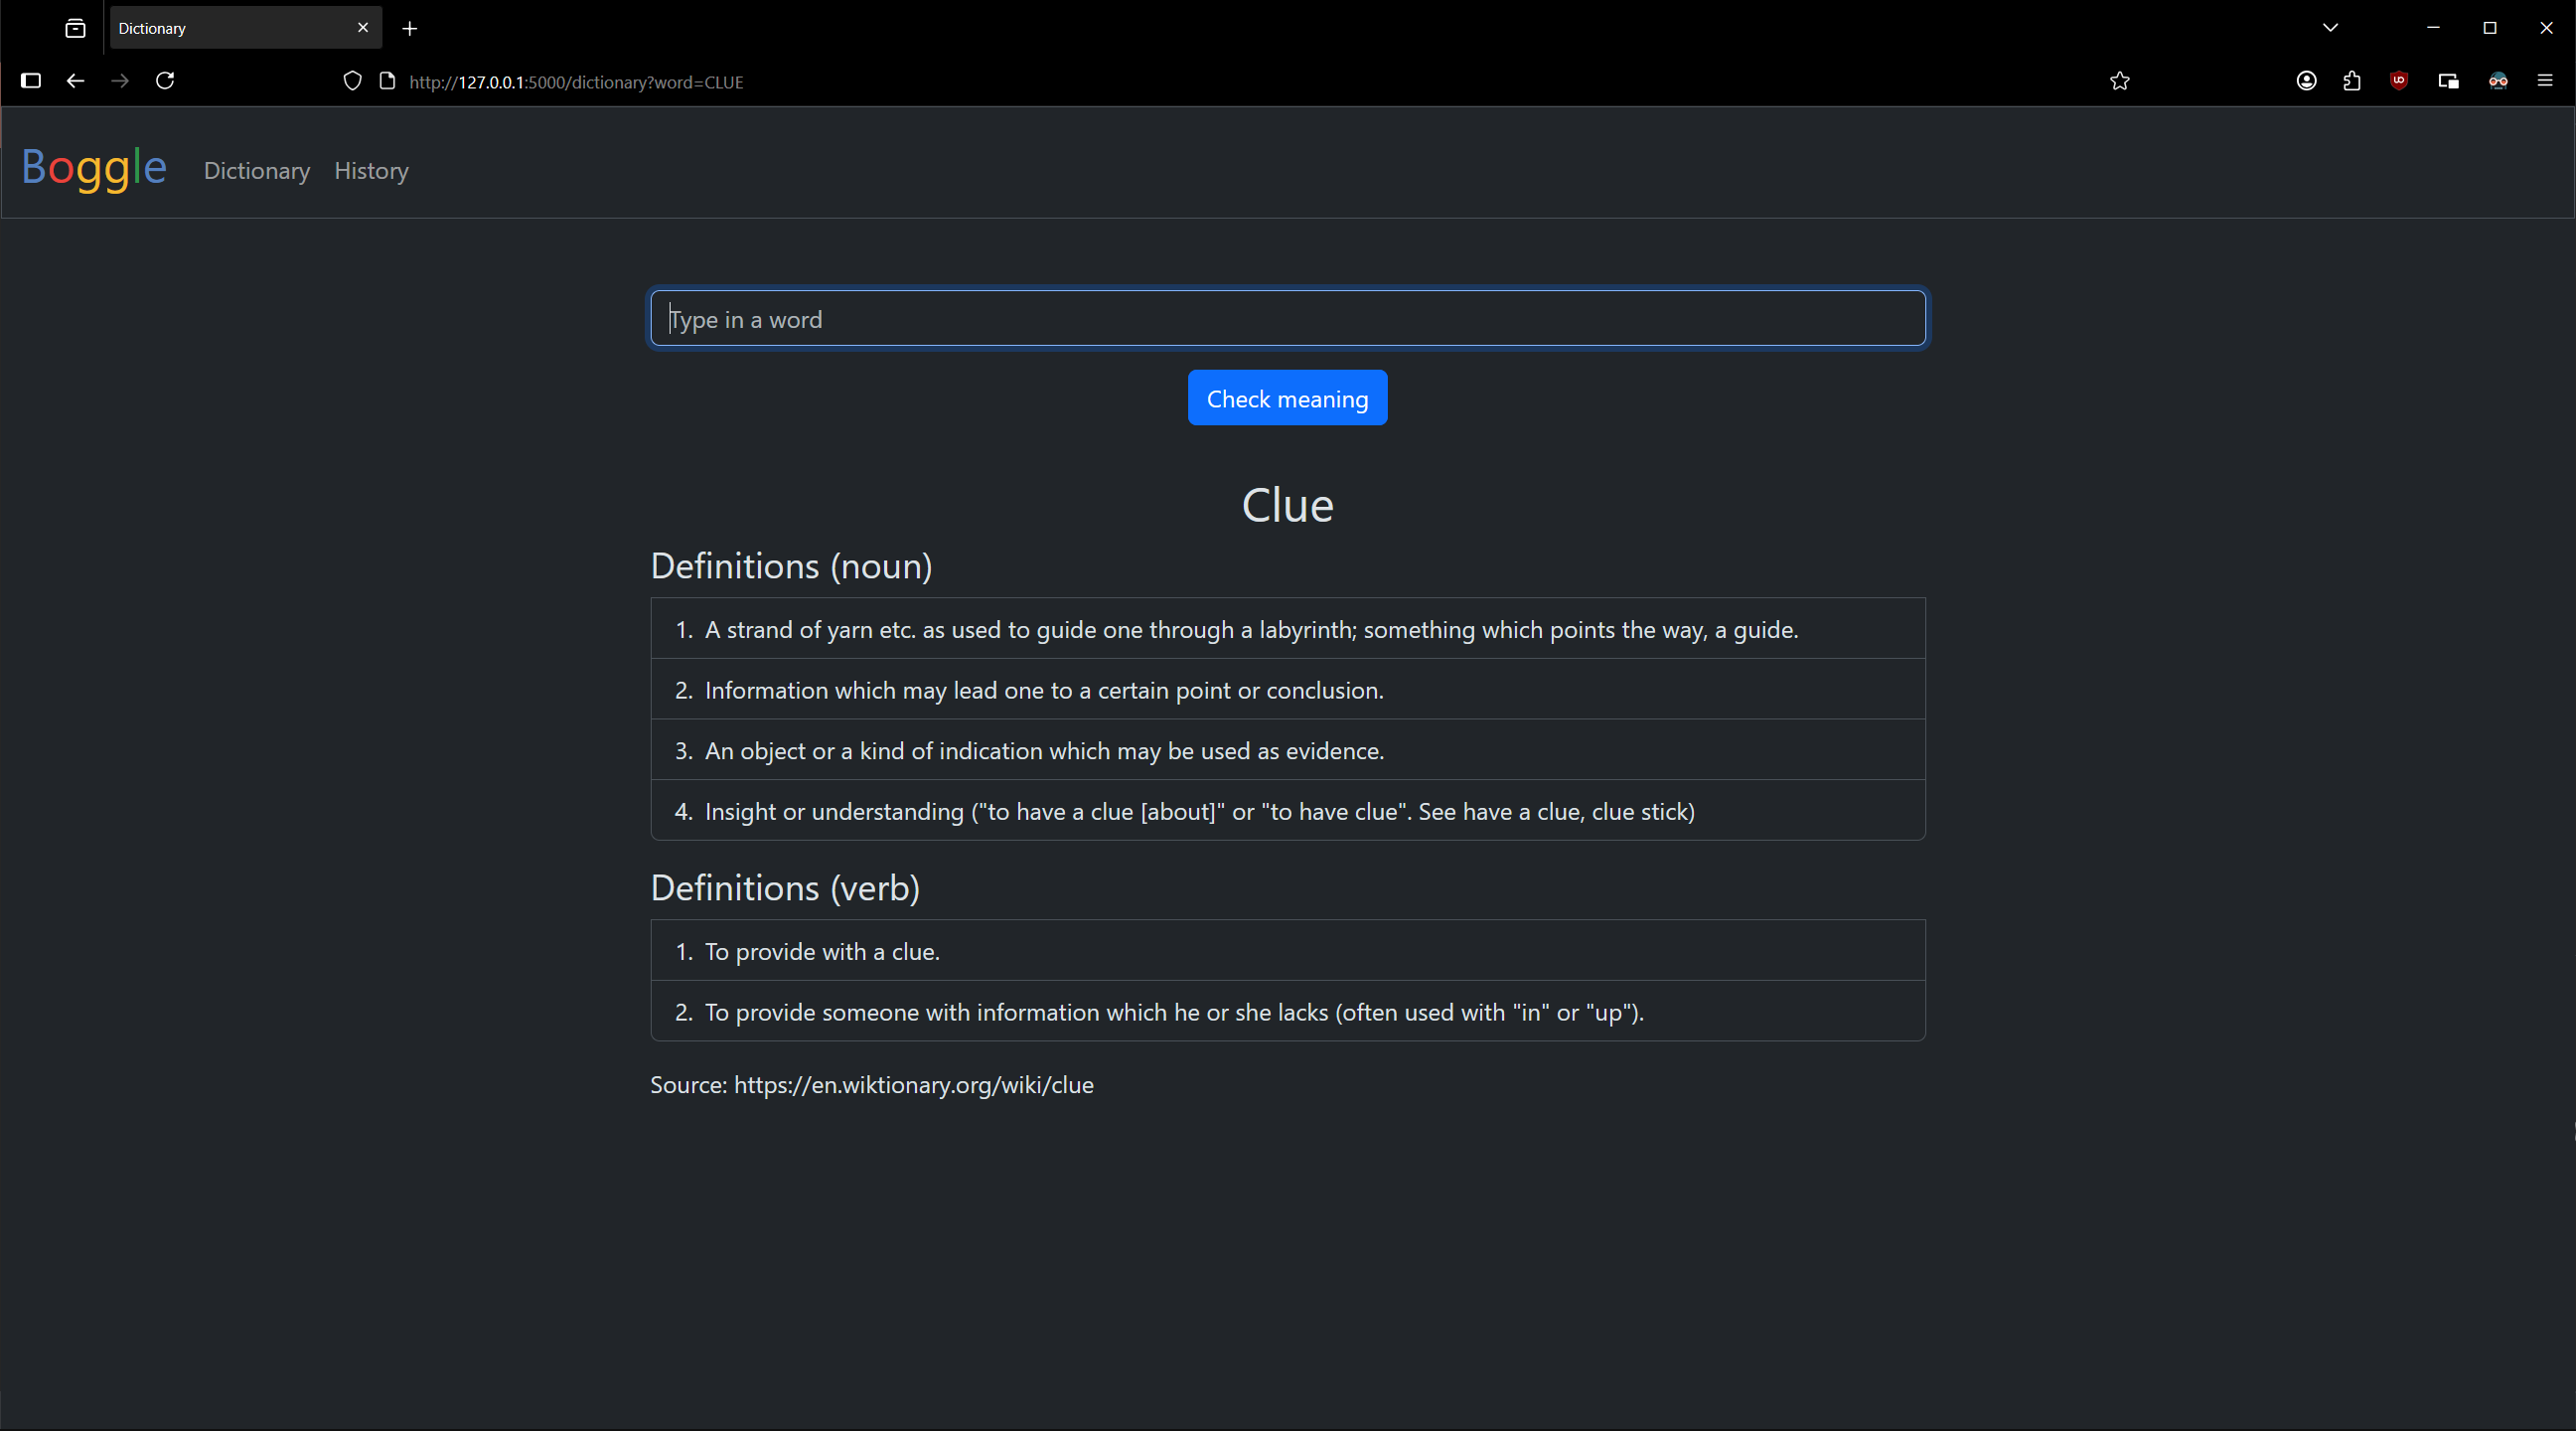 Dictionary
http://127.0.0.1:5000/dictionary?word=CLUE
Boggle Dictionary History
Type in a word
Check meaning
Clue
Definitions (noun)
1. A strand of yarn etc. as used to guide one through a labyrinth; something which points the way, a guide.
2. Information which may lead one to a certain point or conclusion.
3. An object or a kind of indication which may be used as evidence.
4. Insight or understanding ("to have a clue [about]" or "to have clue". See have a clue, clue stick)
Definitions (verb)
1. To provide with a clue.
2. To provide someone with information which he or she lacks (often used with "in" or "up").
Source: https://en.wiktionary.org/wiki/clue